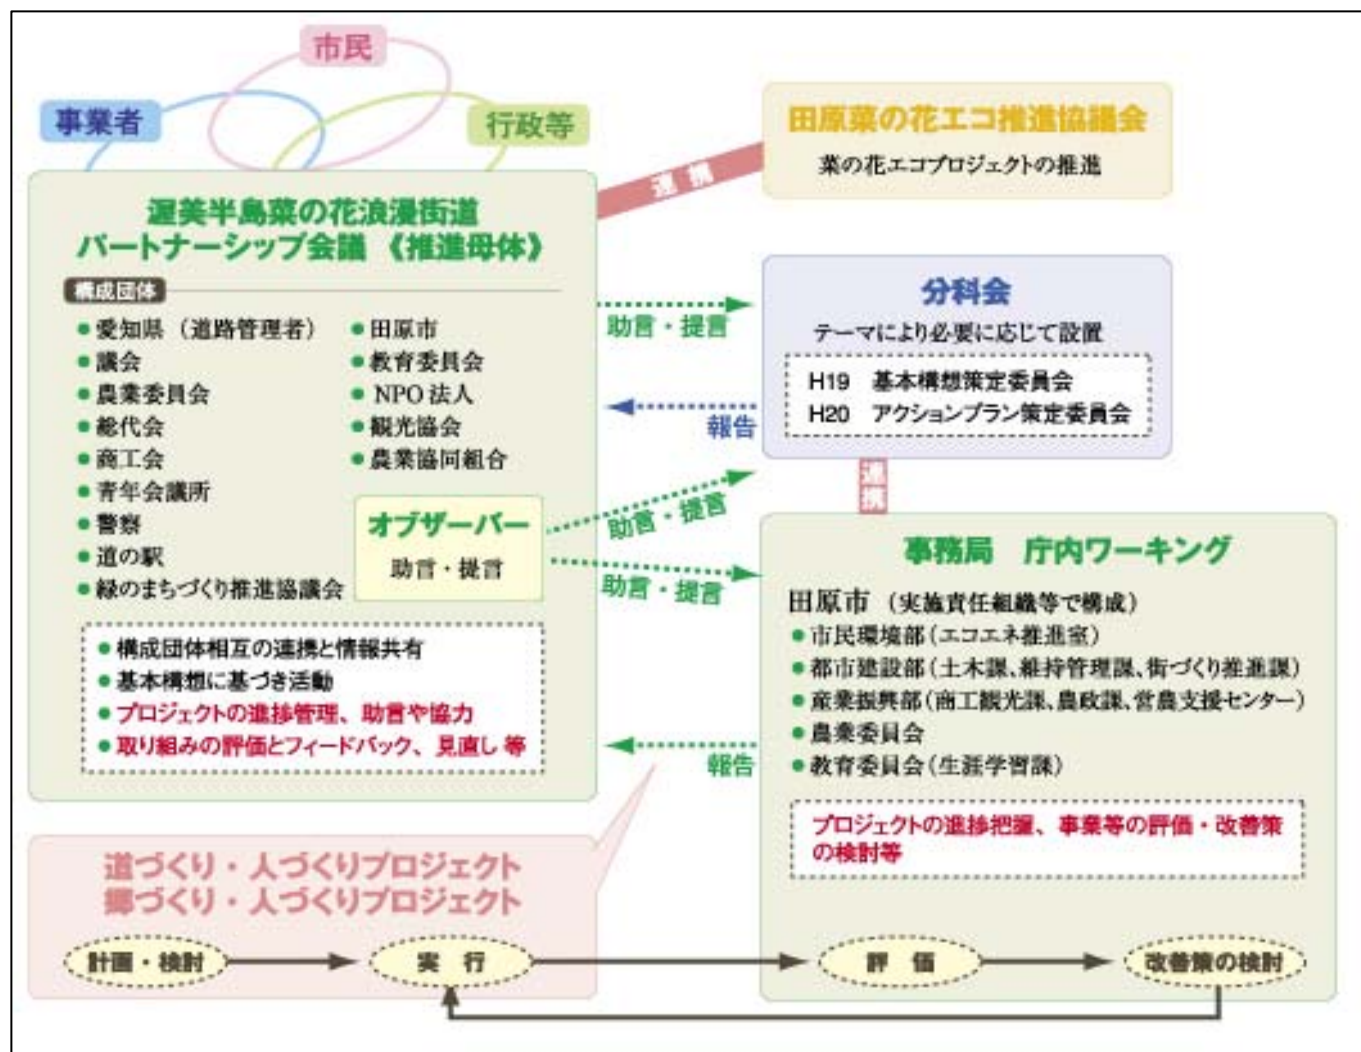 市民
事業者
行政等
渥美半島菜の花浪漫街道
パートナーシップ会議 《推進母体》
構成団体
● 愛知県（道路管理者）
● 議会
● 農業委員会
● 総代会
● 商工会
● 青年会議所
● 警察
● 道の駅
● 緑のまちづくり推進協議会
● 田原市
● 教育委員会
● NPO 法人
● 観光協会
● 農業協同組合
オブザーバー
助言・提言
● 構成団体相互の連携と情報共有
● 基本構想に基づき活動
● プロジェクトの進捗管理、助言や協力
● 取り組みの評価とフィードバック、見直し 等
連 携
田原菜の花エコ推進協議会
菜の花エコプロジェクトの推進
助言・提言
報告
分科会
テーマにより必要に応じて設置
H19 基本構想策定委員会
H20 アクションプラン策定委員会
連携
助言・提言
助言・提言
報告
事務局 庁内ワーキング
田原市（実施責任組織等で構成）
● 市民環境部（エコエネ推進室）
● 都市建設部（土木課、維持管理課、街づくり推進課）
● 産業振興部（商工観光課、農政課、営農支援センター）
● 農業委員会
● 教育委員会（生涯学習課）
プロジェクトの進捗把握、事業等の評価・改善策
の検討等
道づくり・人づくりプロジェクト
郷づくり・人づくりプロジェクト
計画・検討
実 行
評 価
改善策の検討